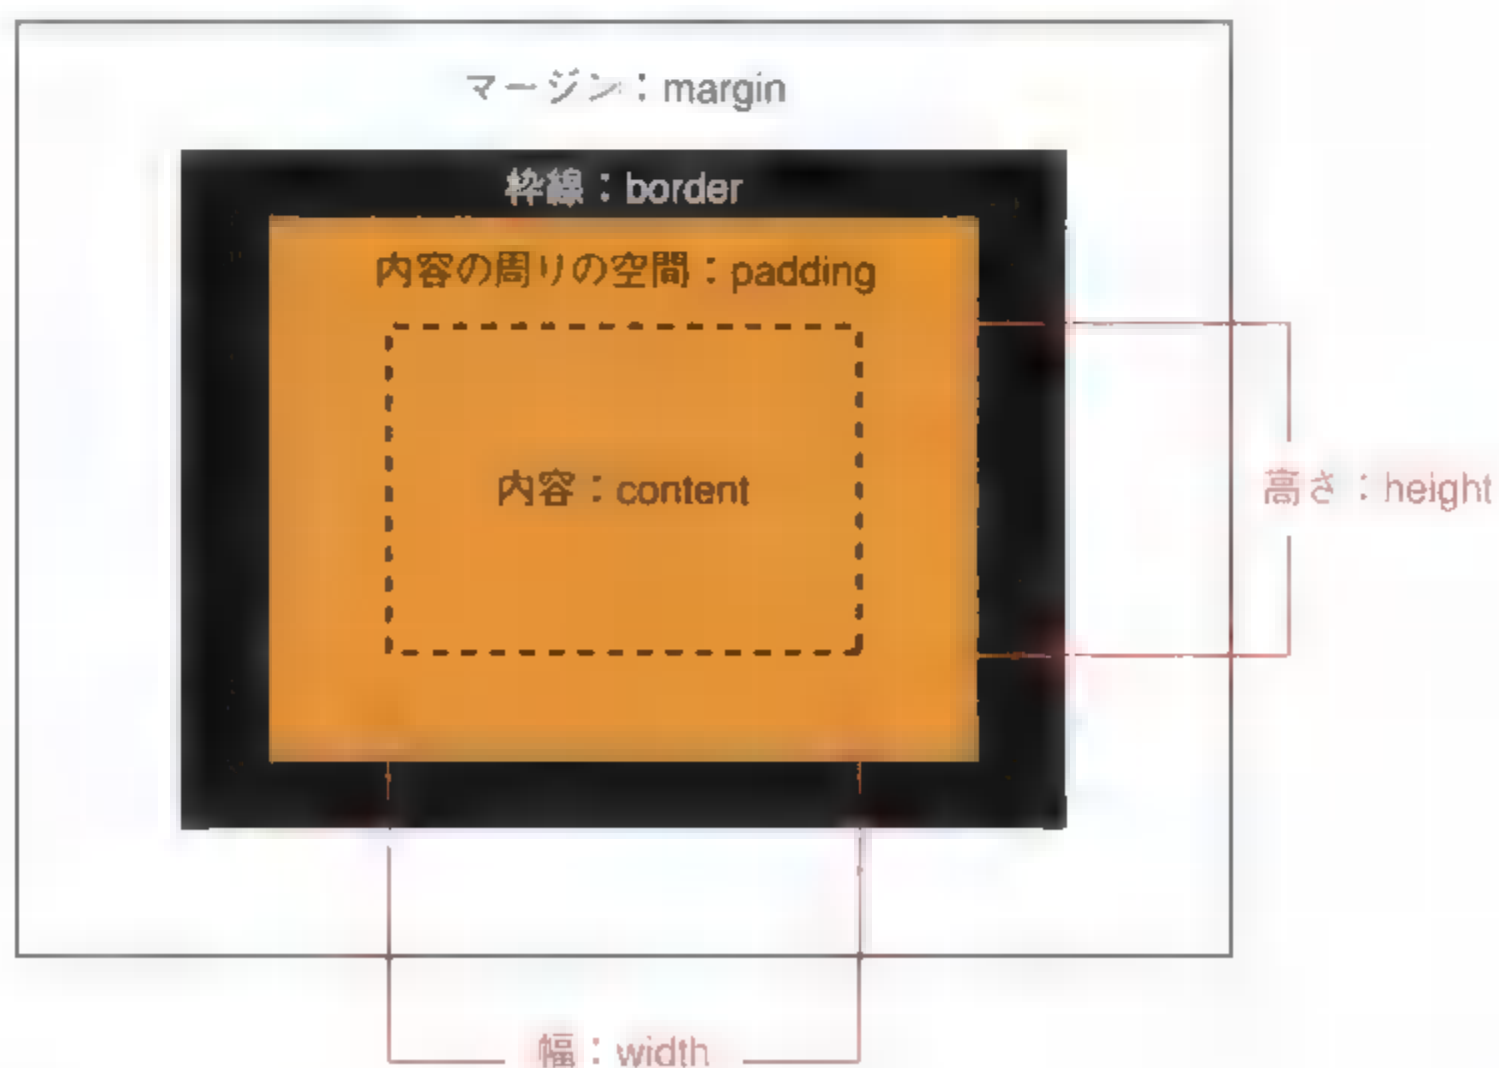 マージン：margin
枠線：border
内容の周りの空間：padding
内容：content
高さ：height
幅：width